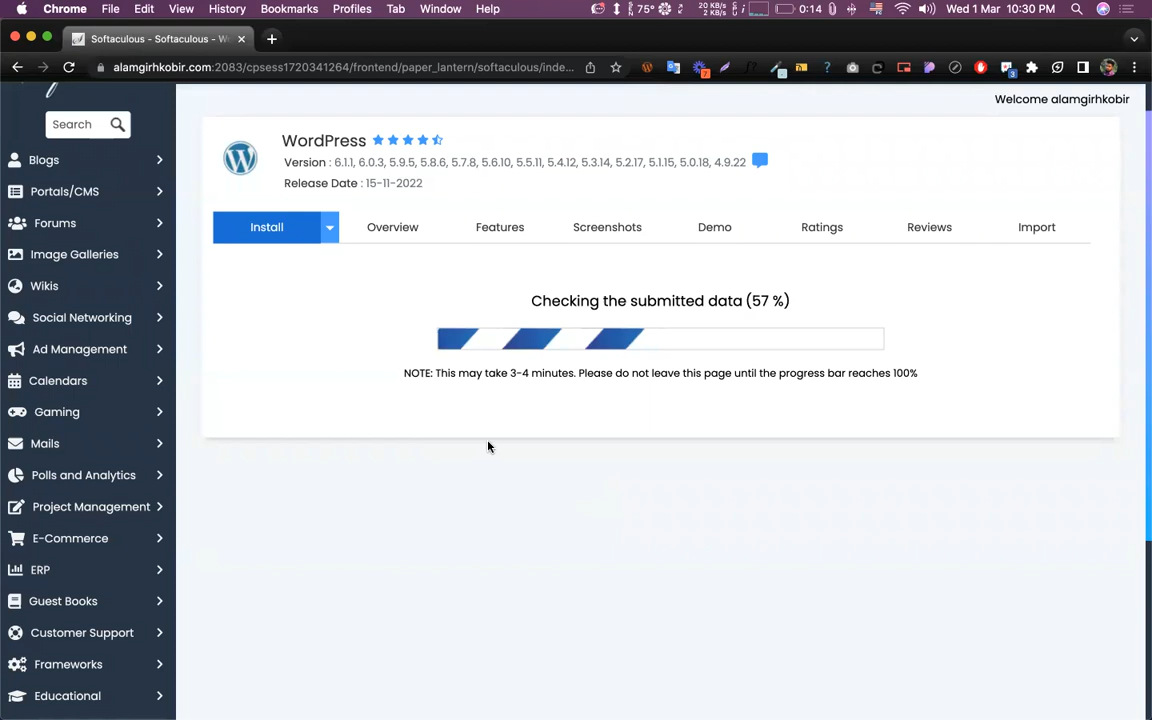 Chrome File Edit View History Bookmarks Profiles Tab Window Help 75° 20 KB/s 2 KB/s 0:14 Wed 1 Mar 10:30 PM
Softaculous - Softaculous - W
alamgirhkobir.com:2083/cpsess1720341264/frontend/paper_lantern/softaculous/inde... 7 2 3
Welcome alamgirhkobir
Search
Blogs
Portals/CMS
Forums
Image Galleries
Wikis
Social Networking
Ad Management
Calendars
Gaming
Mails
Polls and Analytics
Project Management
E-Commerce
ERP
Guest Books
Customer Support
Frameworks
Educational
WordPress
Version : 6.1.1, 6.0.3, 5.9.5, 5.8.6, 5.7.8, 5.6.10, 5.5.11, 5.4.12, 5.3.14, 5.2.17, 5.1.15, 5.0.18, 4.9.22
Release Date : 15-11-2022
Install Overview Features Screenshots Demo Ratings Reviews Import
Checking the submitted data (57 %)
NOTE: This may take 3-4 minutes. Please do not leave this page until the progress bar reaches 100%